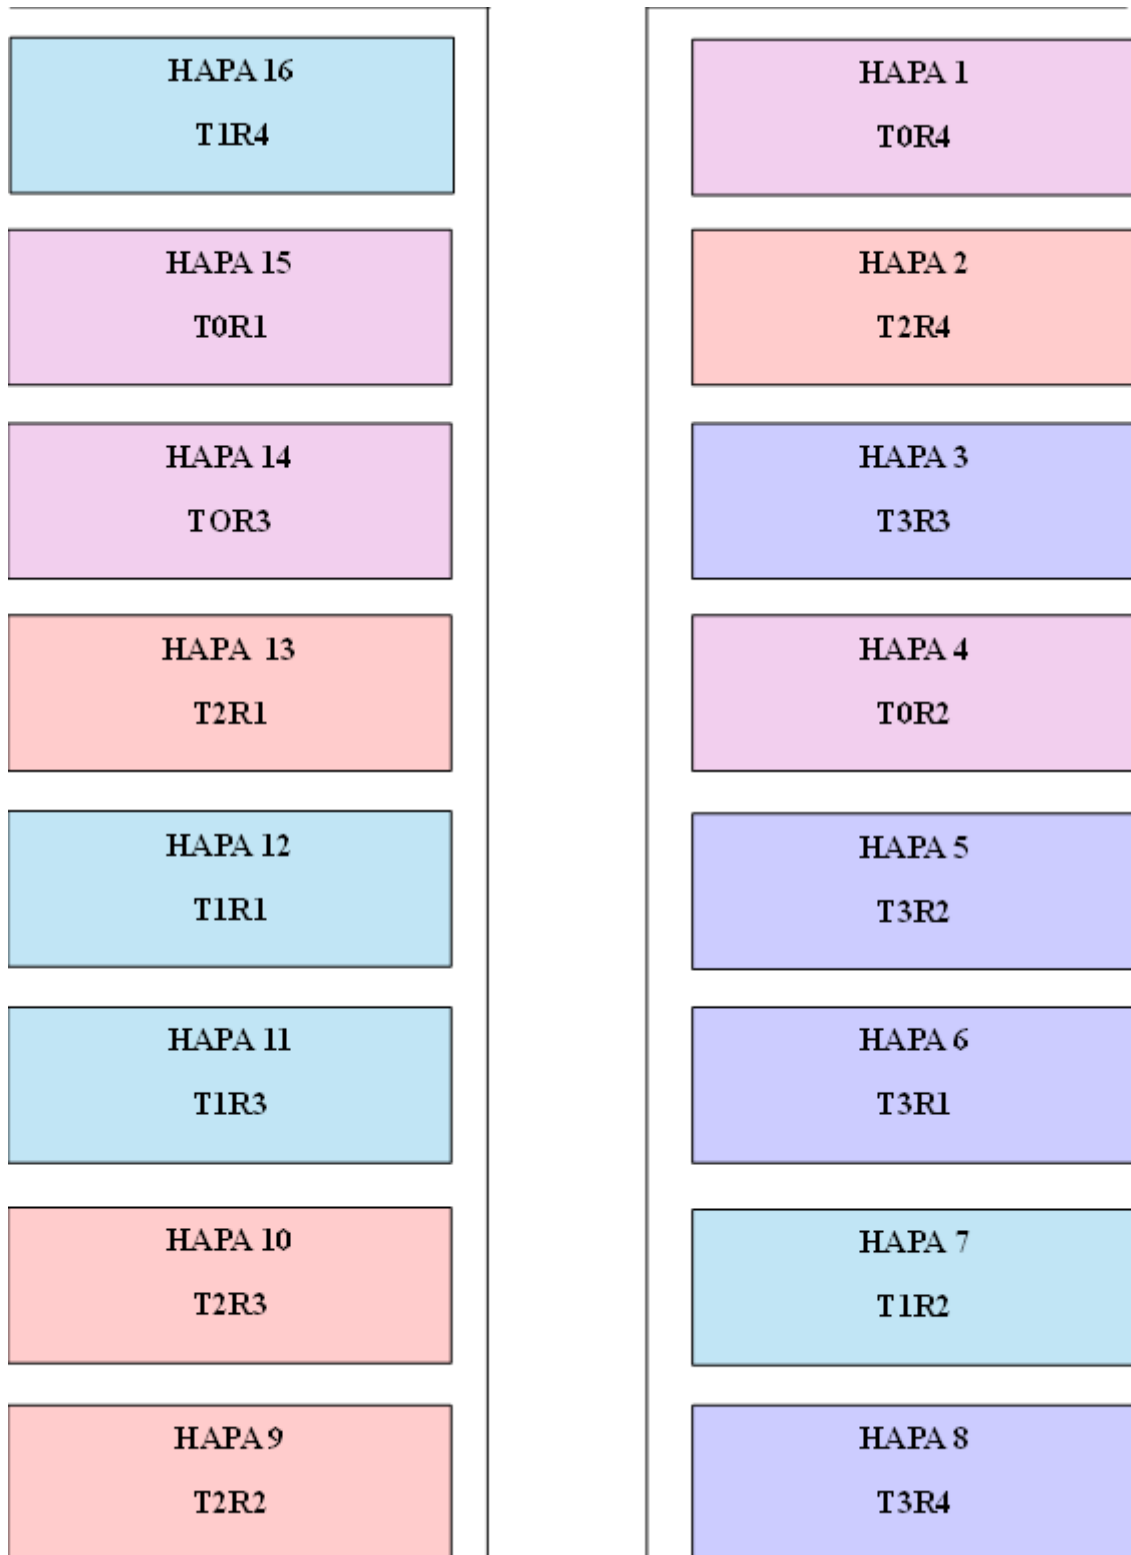 HAPA 16
T1R4
HAPA 15
T0R1
HAPA 14
TOR3
HAPA 13
T2R1
HAPA 12
T1R1
HAPA 11
T1R3
HAPA 10
T2R3
HAPA 9
T2R2
HAPA 1
T0R4
HAPA 2
T2R4
HAPA 3
T3R3
HAPA 4
T0R2
HAPA 5
T3R2
HAPA 6
T3R1
HAPA 7
T1R2
HAPA 8
T3R4